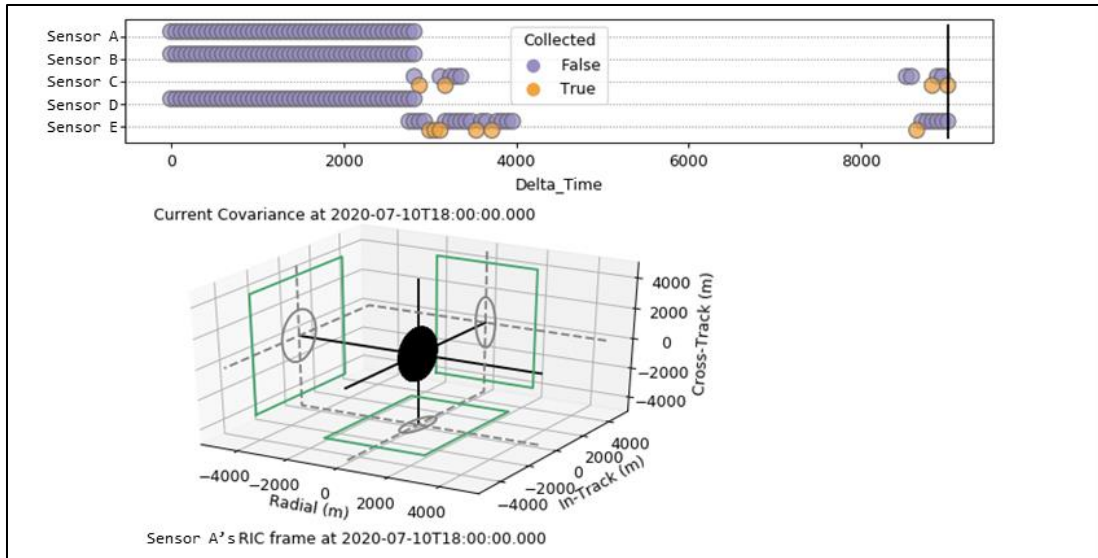 Sensor A
Sensor B
Sensor C
Sensor D
Sensor E
Collected
False
True
0 2000 4000 6000 8000
Delta_Time
Current Covariance at 2020-07-10T18:00:00.000
4000
2000
0
−2000
−4000
Cross-Track (m)
−4000 −2000 0 2000 4000
Radial (m)
−4000 −2000 0 2000 4000
In-Track (m)
Sensor A’s RIC frame at 2020-07-10T18:00:00.000